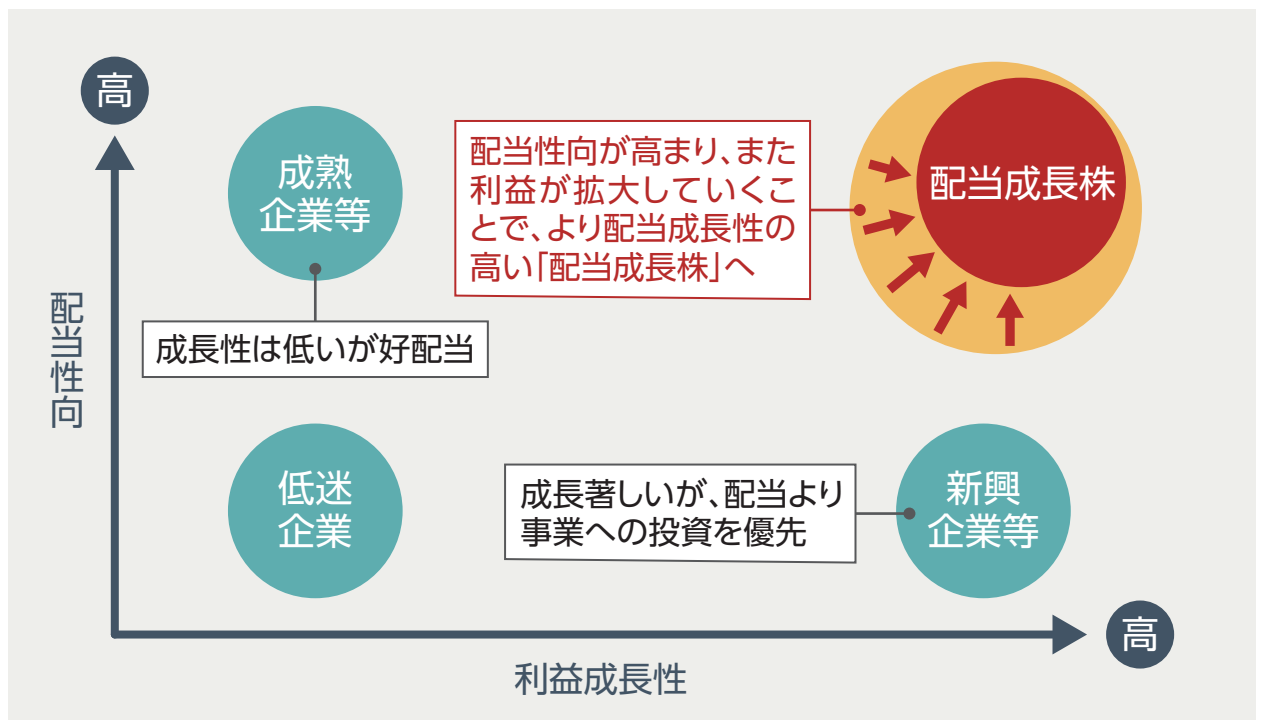 高
成熟
企業等
配当性向が高まり、また
利益が拡大していくこ
とで、より配当成長性の
高い「配当成長株」へ
配当成長株
成長性は低いが好配当
配当性向
低迷
企業
成長著しいが、配当より
事業への投資を優先
新興
企業等
高
利益成長性